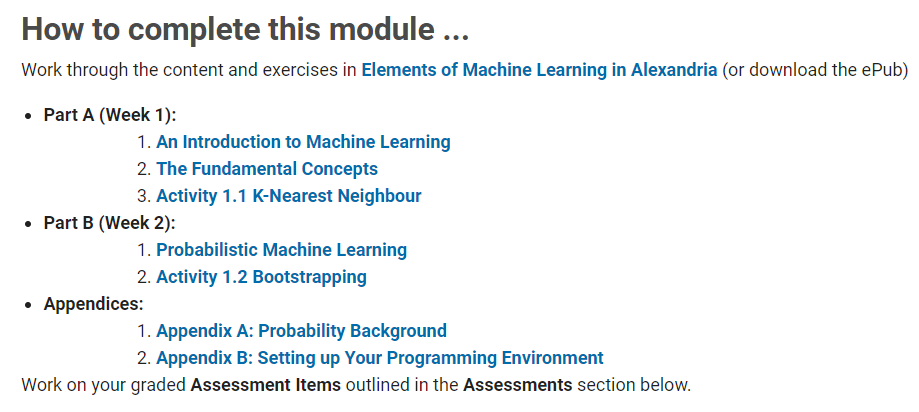 How to complete this module ...
Work through the content and exercises in Elements of Machine Learning in Alexandria (or download the ePub)
• Part A (Week 1):
1. An Introduction to Machine Learning
2. The Fundamental Concepts
3. Activity 1.1 K-Nearest Neighbour
• Part B (Week 2):
1. Probabilistic Machine Learning
2. Activity 1.2 Bootstrapping
• Appendices:
1. Appendix A: Probability Background
2. Appendix B: Setting up Your Programming Environment
Work on your graded Assessment Items outlined in the Assessments section below.